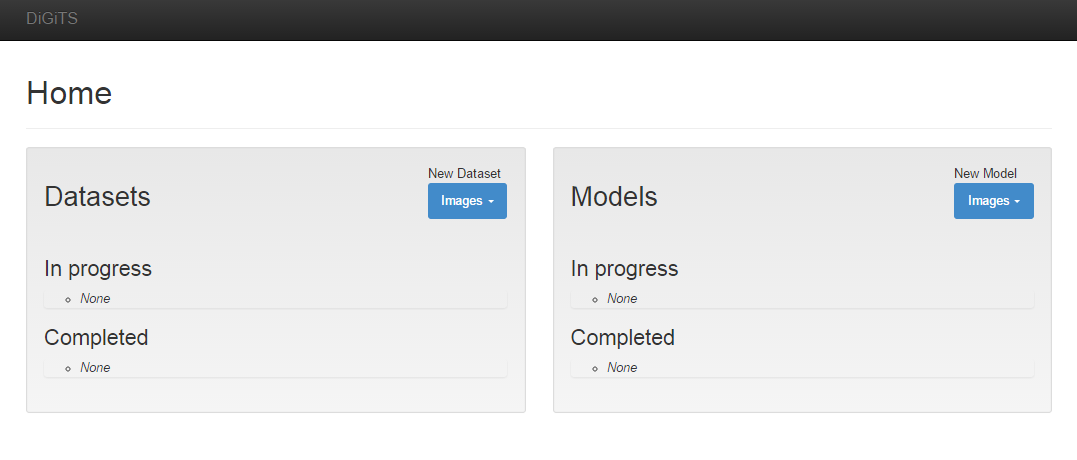 DiGiTS
Home
Datasets
New Dataset
Images
In progress
None
Completed
None
Models
New Model
Images
In progress
None
Completed
None